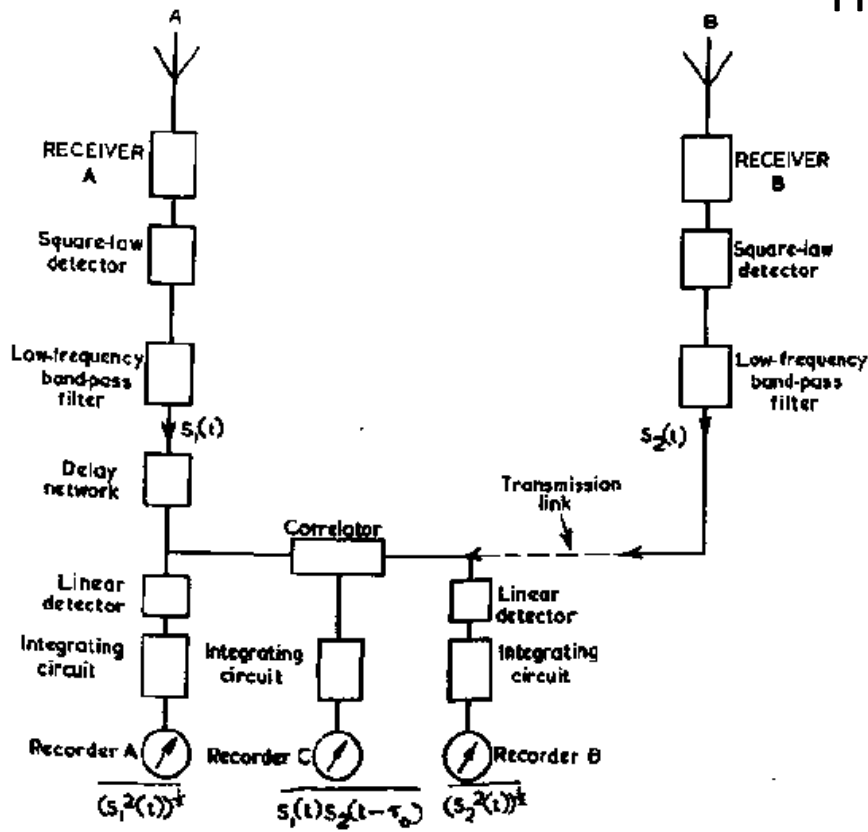 A
B
RECEIVER
A
RECEIVER
B
Square-law
detector
Square-law
detector
Low-frequency
band-pass
filter
Low-frequency
band-pass
filter
S₁(t)
S₂(t)
Delay
network
Transmission
link
Correlator
Linear
detector
Linear
detector
Integrating
circuit
Integrating
circuit
Integrating
circuit
Recorder A
Recorder C
Recorder B
(S₁²(t))^½
S₁(t)S₂(t-τ₀)
(S₂²(t))^½